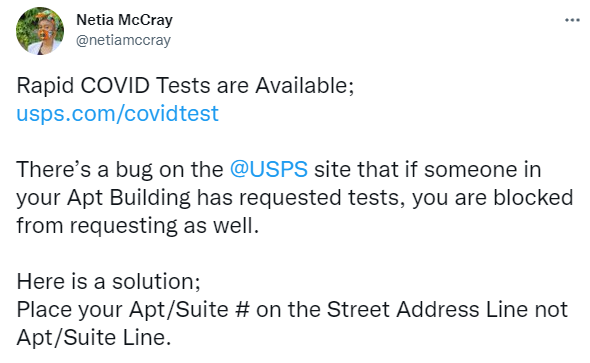 Netia McCray
@netiamccray
Rapid COVID Tests are Available;
usps.com/covidtest
There’s a bug on the @USPS site that if someone in
your Apt Building has requested tests, you are blocked
from requesting as well.
Here is a solution;
Place your Apt/Suite # on the Street Address Line not
Apt/Suite Line.